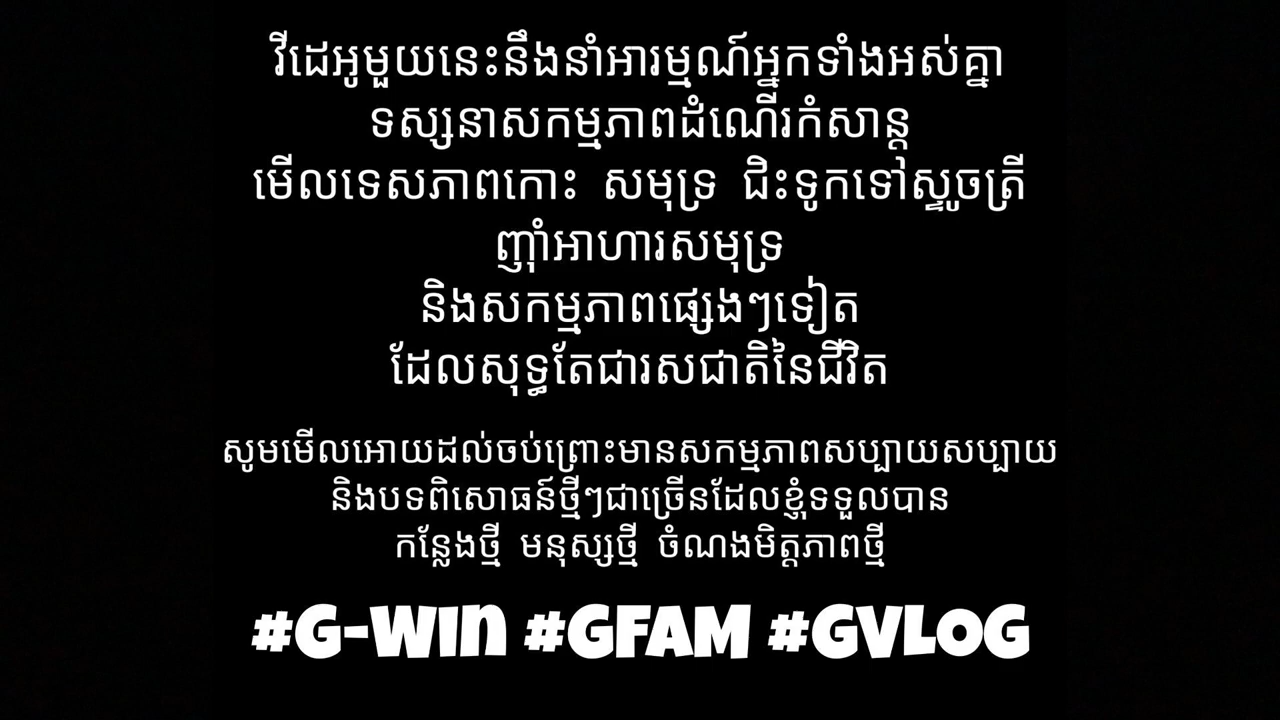 វីដេអូមួយនេះនឹងនាំអារម្មណ៍អ្នកទាំងអស់គ្នា
ទស្សនាសកម្មភាពដំណើរកំសាន្ត
មើលទេសភាពកោះ សមុទ្រ ជិះទូកទៅស្ទូចត្រី
ញ៉ាំអាហារសមុទ្រ
និងសកម្មភាពផ្សេងៗទៀត
ដែលសុទ្ធតែជារសជាតិនៃជីវិត
សូមមើលអោយដល់ចប់ព្រោះមានសកម្មភាពសប្បាយសប្បាយ
និងបទពិសោធន៍ថ្មីៗជាច្រើនដែលខ្ញុំទទួលបាន
កន្លែងថ្មី មនុស្សថ្មី ចំណងមិត្តភាពថ្មី
#G-WIN #GFAM #GVLOG